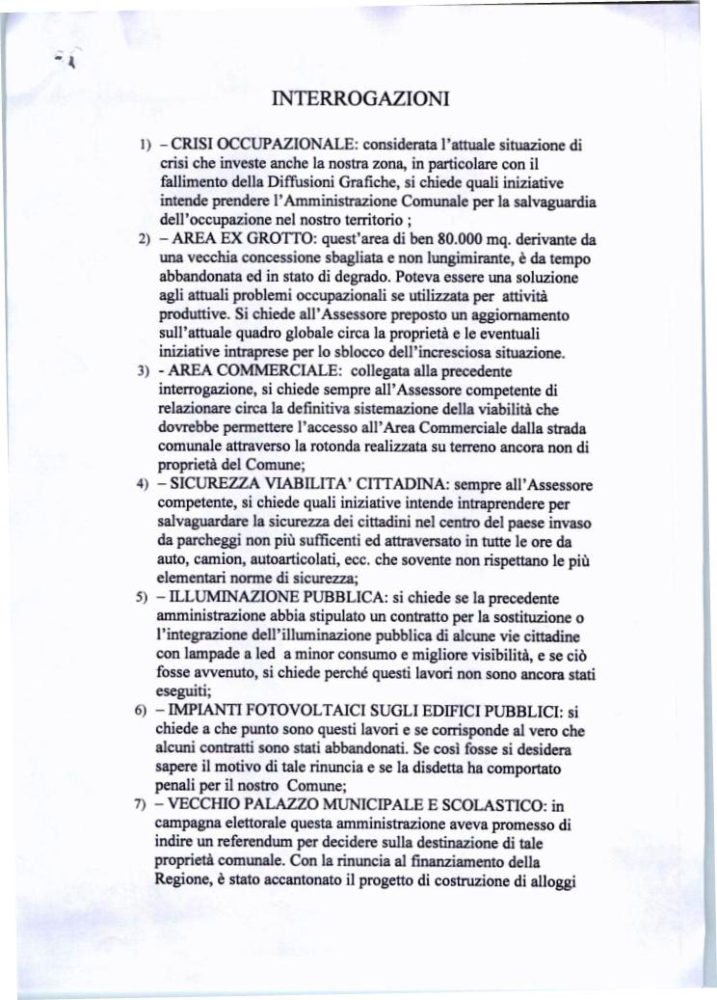 INTERROGAZIONI
1) – CRISI OCCUPAZIONALE: considerata l'attuale situazione di
crisi che investe anche la nostra zona, in particolare con il
fallimento della Diffusioni Grafiche, si chiede quali iniziative
intende prendere l'Amministrazione Comunale per la salvaguardia
dell'occupazione nel nostro territorio ;
2) – AREA EX GROTTO: quest'area di ben 80.000 mq. derivante da
una vecchia concessione sbagliata e non lungimirante, è da tempo
abbandonata ed in stato di degrado. Poteva essere una soluzione
agli attuali problemi occupazionali se utilizzata per attività
produttive. Si chiede all'Assessore preposto un aggiornamento
sull'attuale quadro globale circa la proprietà e le eventuali
iniziative intraprese per lo sblocco dell'incresciosa situazione.
3) - AREA COMMERCIALE: collegata alla precedente
interrogazione, si chiede sempre all'Assessore competente di
relazionare circa la definitiva sistemazione della viabilità che
dovrebbe permettere l'accesso all'Area Commerciale dalla strada
comunale attraverso la rotonda realizzata su terreno ancora non di
proprietà del Comune;
4) – SICUREZZA VIABILITA' CITTADINA: sempre all'Assessore
competente, si chiede quali iniziative intende intraprendere per
salvaguardare la sicurezza dei cittadini nel centro del paese invaso
da parcheggi non più sufficenti ed attraversato in tutte le ore da
auto, camion, autoarticolati, ecc. che sovente non rispettano le più
elementari norme di sicurezza;
5) – ILLUMINAZIONE PUBBLICA: si chiede se la precedente
amministrazione abbia stipulato un contratto per la sostituzione o
l'integrazione dell'illuminazione pubblica di alcune vie cittadine
con lampade a led a minor consumo e migliore visibilità, e se ciò
fosse avvenuto, si chiede perché questi lavori non sono ancora stati
eseguiti;
6) – IMPIANTI FOTOVOLTAICI SUGLI EDIFICI PUBBLICI: si
chiede a che punto sono questi lavori e se corrisponde al vero che
alcuni contratti sono stati abbandonati. Se così fosse si desidera
sapere il motivo di tale rinuncia e se la disdetta ha comportato
penali per il nostro Comune;
7) – VECCHIO PALAZZO MUNICIPALE E SCOLASTICO: in
campagna elettorale questa amministrazione aveva promesso di
indire un referendum per decidere sulla destinazione di tale
proprietà comunale. Con la rinuncia al finanziamento della
Regione, è stato accantonato il progetto di costruzione di alloggi